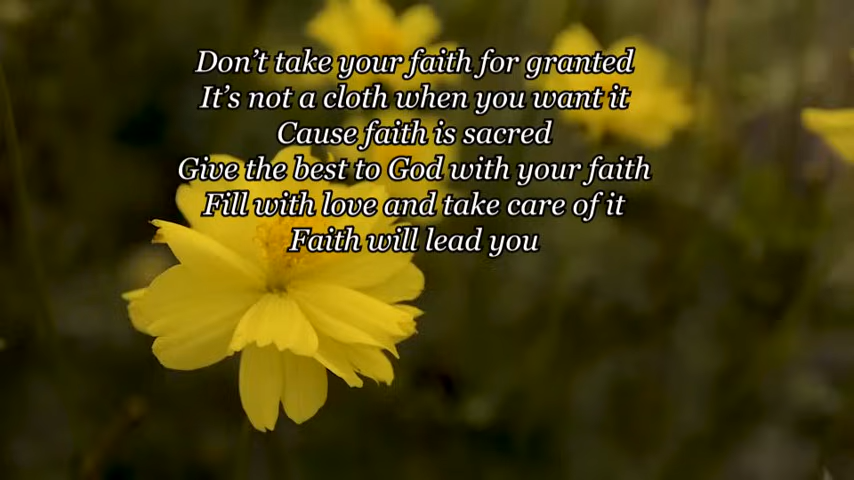 Don't take your faith for granted
It's not a cloth when you want it
Cause faith is sacred
Give the best to God with your faith
Fill with love and take care of it
Faith will lead you